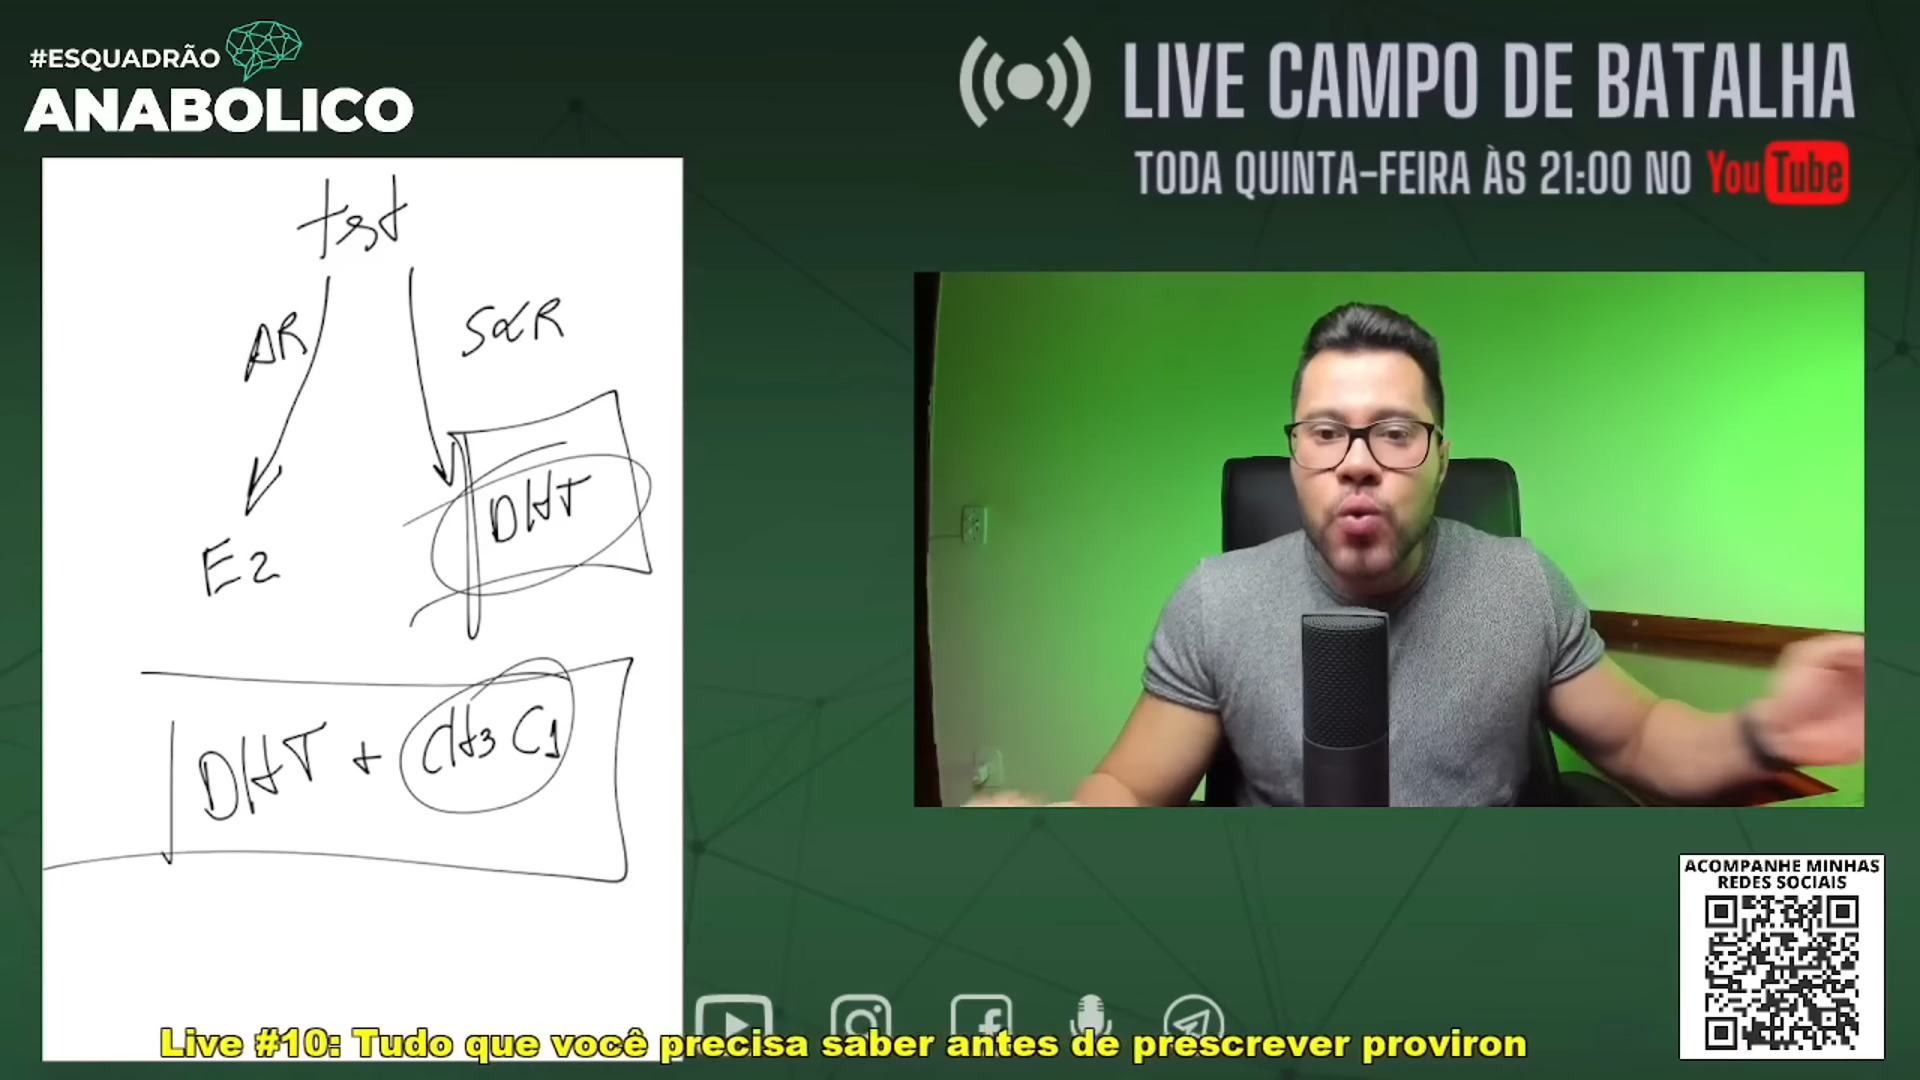 #ESQUADRÃO
ANABOLICO
LIVE CAMPO DE BATALHA
TODA QUINTA-FEIRA ÀS 21:00 NO YouTube
test
AR
5αR
DHT
E2
DHT + CH3 C1
ACOMPANHE MINHAS
REDES SOCIAIS
Live #10: Tudo que você precisa saber antes de prescrever proviron